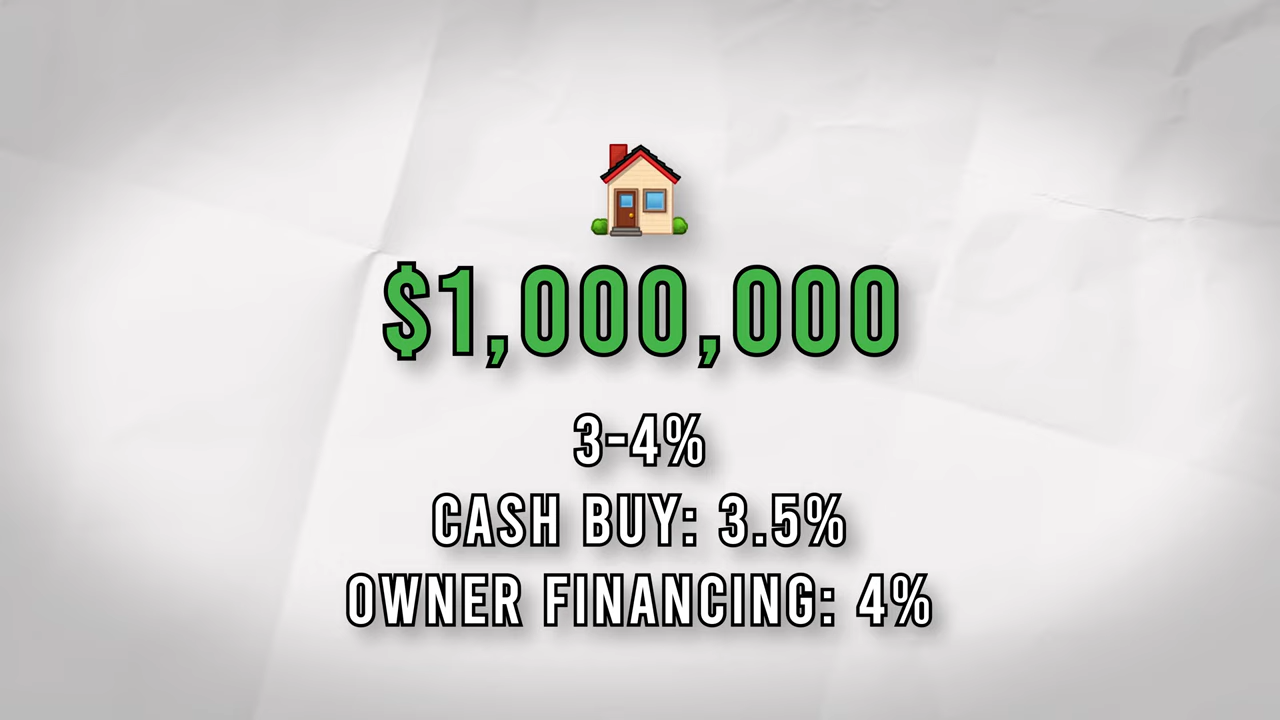 $1,000,000
3-4%
CASH BUY: 3.5%
OWNER FINANCING: 4%